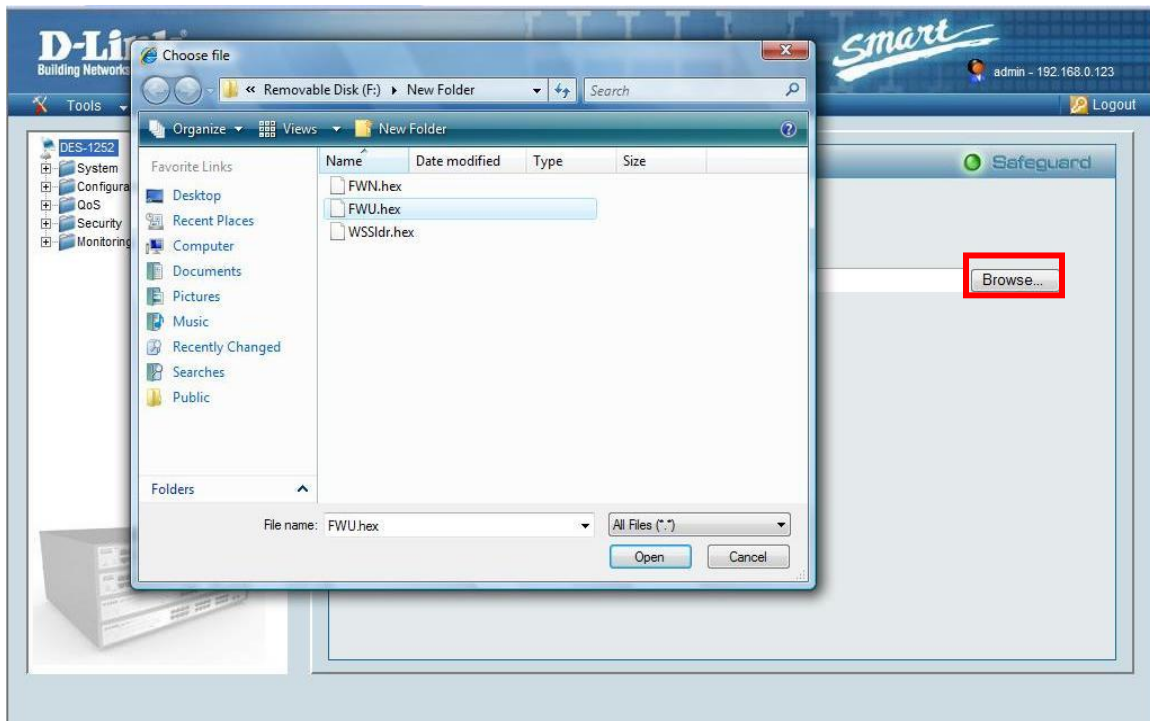 D-Li
Building Networks
smart
admin - 192.168.0.123
Tools
Logout
Choose file
« Removable Disk (F:) ▸ New Folder
Search
Organize Views New Folder
DES-1252
System
Configura
QoS
Security
Monitoring
Safeguard
Browse...
Favorite Links
Desktop
Recent Places
Computer
Documents
Pictures
Music
Recently Changed
Searches
Public
Folders
Name Date modified Type Size
FWN.hex
FWU.hex
WSSldr.hex
File name: FWU.hex
All Files (*.*)
Open Cancel